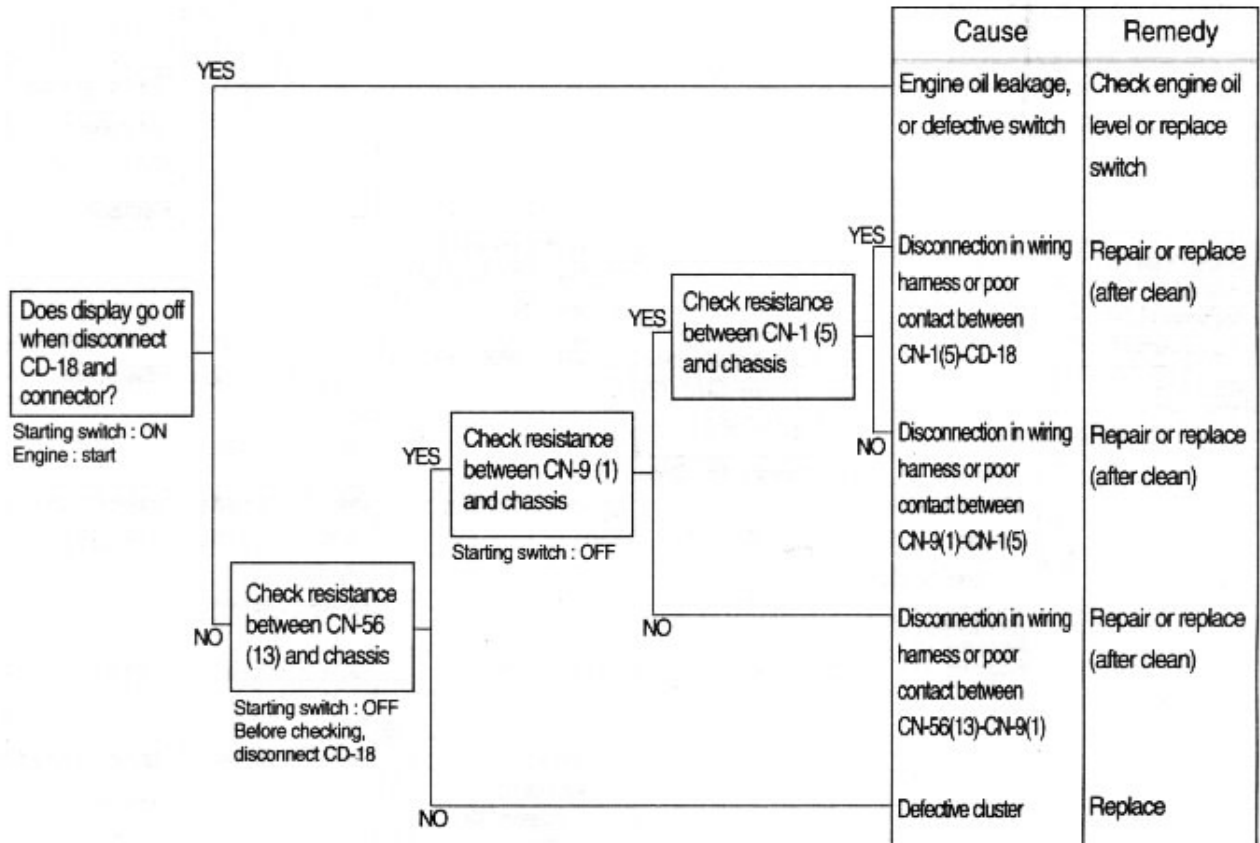 Cause
Remedy
YES
Engine oil leakage,
or defective switch
Check engine oil
level or replace
switch
YES
Disconnection in wiring
harness or poor
contact between
CN-1(5)-CD-18
Repair or replace
(after clean)
Check resistance
between CN-1 (5)
and chassis
YES
Does display go off
when disconnect
CD-18 and
connector?
Starting switch : ON
Engine : start
NO
Disconnection in wiring
harness or poor
contact between
CN-9(1)-CN-1(5)
Repair or replace
(after clean)
YES
Check resistance
between CN-9 (1)
and chassis
Starting switch : OFF
NO
Check resistance
between CN-56
(13) and chassis
Starting switch : OFF
Before checking,
disconnect CD-18
NO
Disconnection in wiring
harness or poor
contact between
CN-56(13)-CN-9(1)
Repair or replace
(after clean)
NO
Defective cluster
Replace